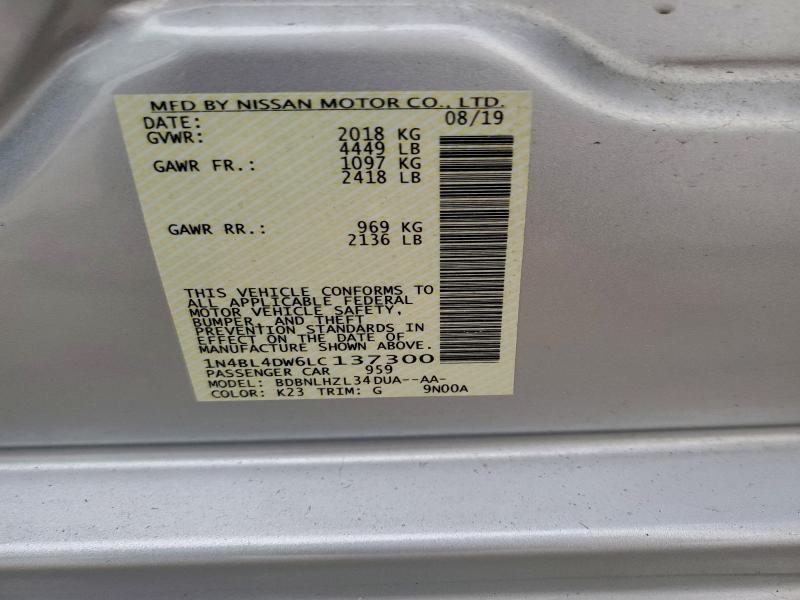 MFD BY NISSAN MOTOR CO., LTD.
DATE: 08/19
GVWR: 2018 KG
4449 LB
GAWR FR.: 1097 KG
2418 LB
GAWR RR.: 969 KG
2136 LB
THIS VEHICLE CONFORMS TO
ALL APPLICABLE FEDERAL
MOTOR VEHICLE SAFETY,
BUMPER, AND THEFT
PREVENTION STANDARDS IN
EFFECT ON THE DATE OF
MANUFACTURE SHOWN ABOVE.
1N4BL4DW6LC137300
PASSENGER CAR 959
MODEL: BDBNLHZL34DUA--AA-
COLOR: K23 TRIM: G 9N00A